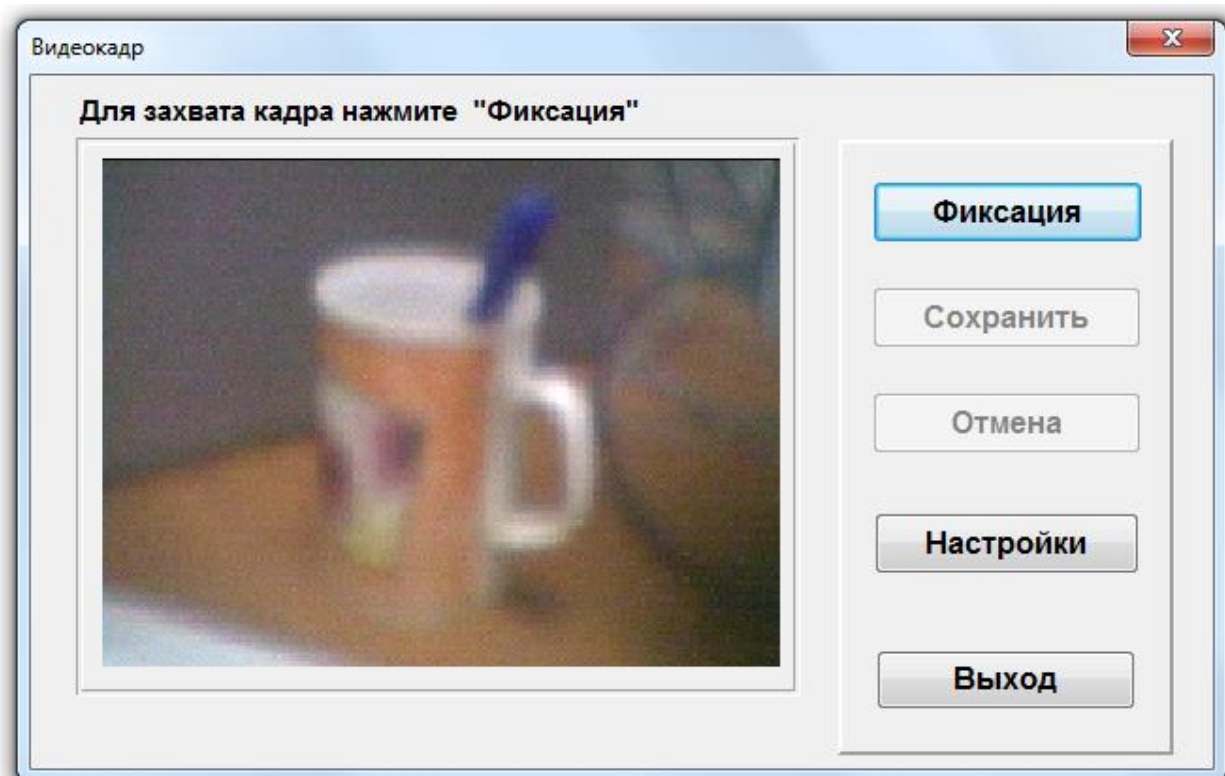 Видеокадр
Для захвата кадра нажмите "Фиксация"
Фиксация
Сохранить
Отмена
Настройки
Выход